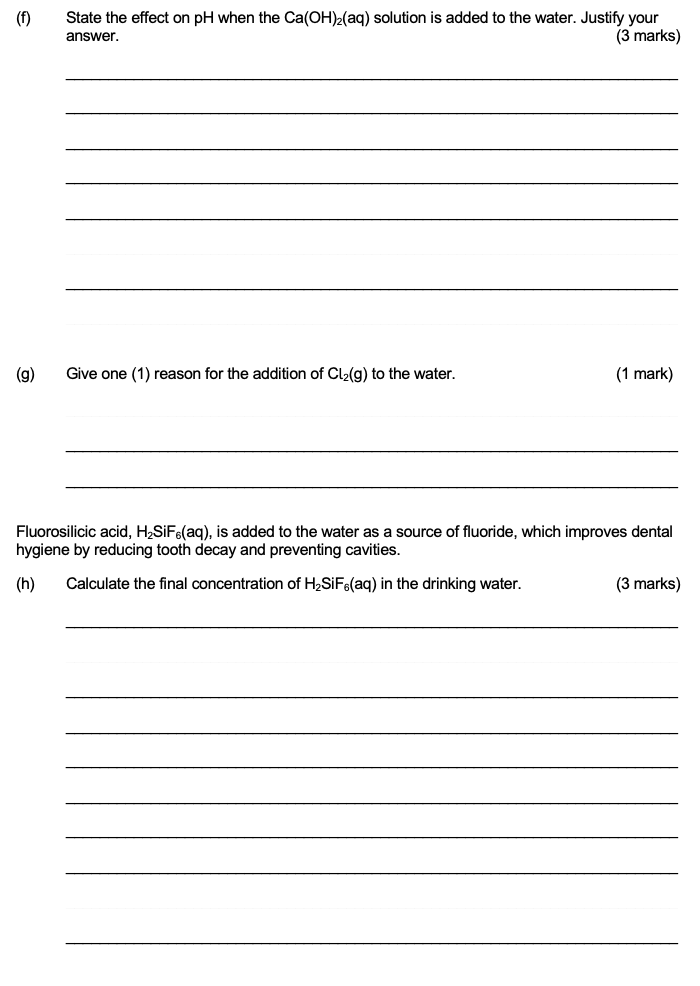 (f) State the effect on pH when the Ca(OH)₂(aq) solution is added to the water. Justify your
answer. (3 marks)
(g) Give one (1) reason for the addition of Cl₂(g) to the water. (1 mark)
Fluorosilicic acid, H₂SiF₆(aq), is added to the water as a source of fluoride, which improves dental
hygiene by reducing tooth decay and preventing cavities.
(h) Calculate the final concentration of H₂SiF₆(aq) in the drinking water. (3 marks)